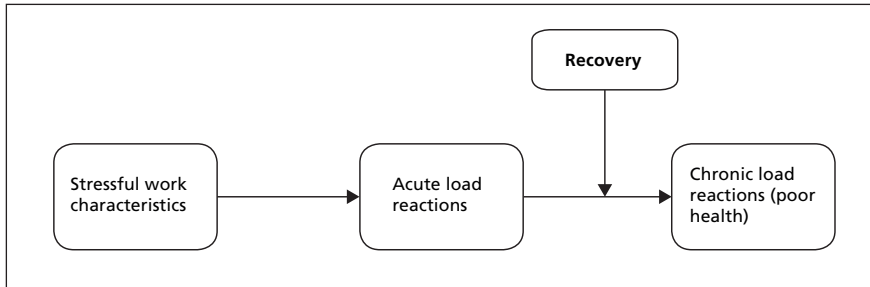 Recovery
Stressful work
characteristics
Acute load
reactions
Chronic load
reactions (poor
health)